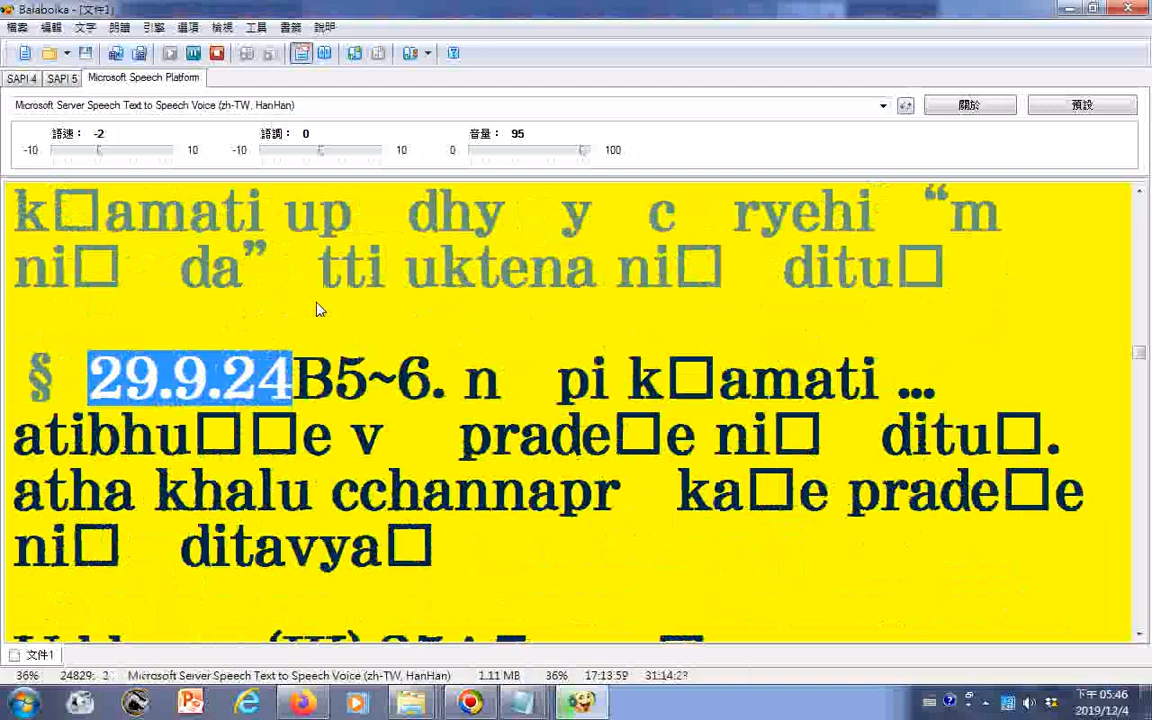 Balabolka - [文件1]
檔案 編輯 文字 朗讀 引擎 選項 檢視 工具 書籤 說明
SAPI 4 SAPI 5 Microsoft Speech Platform
Microsoft Server Speech Text to Speech Voice (zh-TW, HanHan) 關於 預設
語速： -2 語調： 0 音量： 95
-10 10 -10 10 0 100
k□amati up dhy y c ryehi “m
ni□ da” tti uktena ni□ ditu□
§ 29.9.24B5~6. n pi k□amati ...
atibhu□□e v prade□e ni□ ditu□.
atha khalu cchannapr ka□e prade□e
ni□ ditavya□
文件1
36% 24829: 2 Microsoft Server Speech Text to Speech Voice (zh-TW, HanHan) 1.11 MB 36% 17:13:59 31:14:23
下午 05:46
2019/12/4